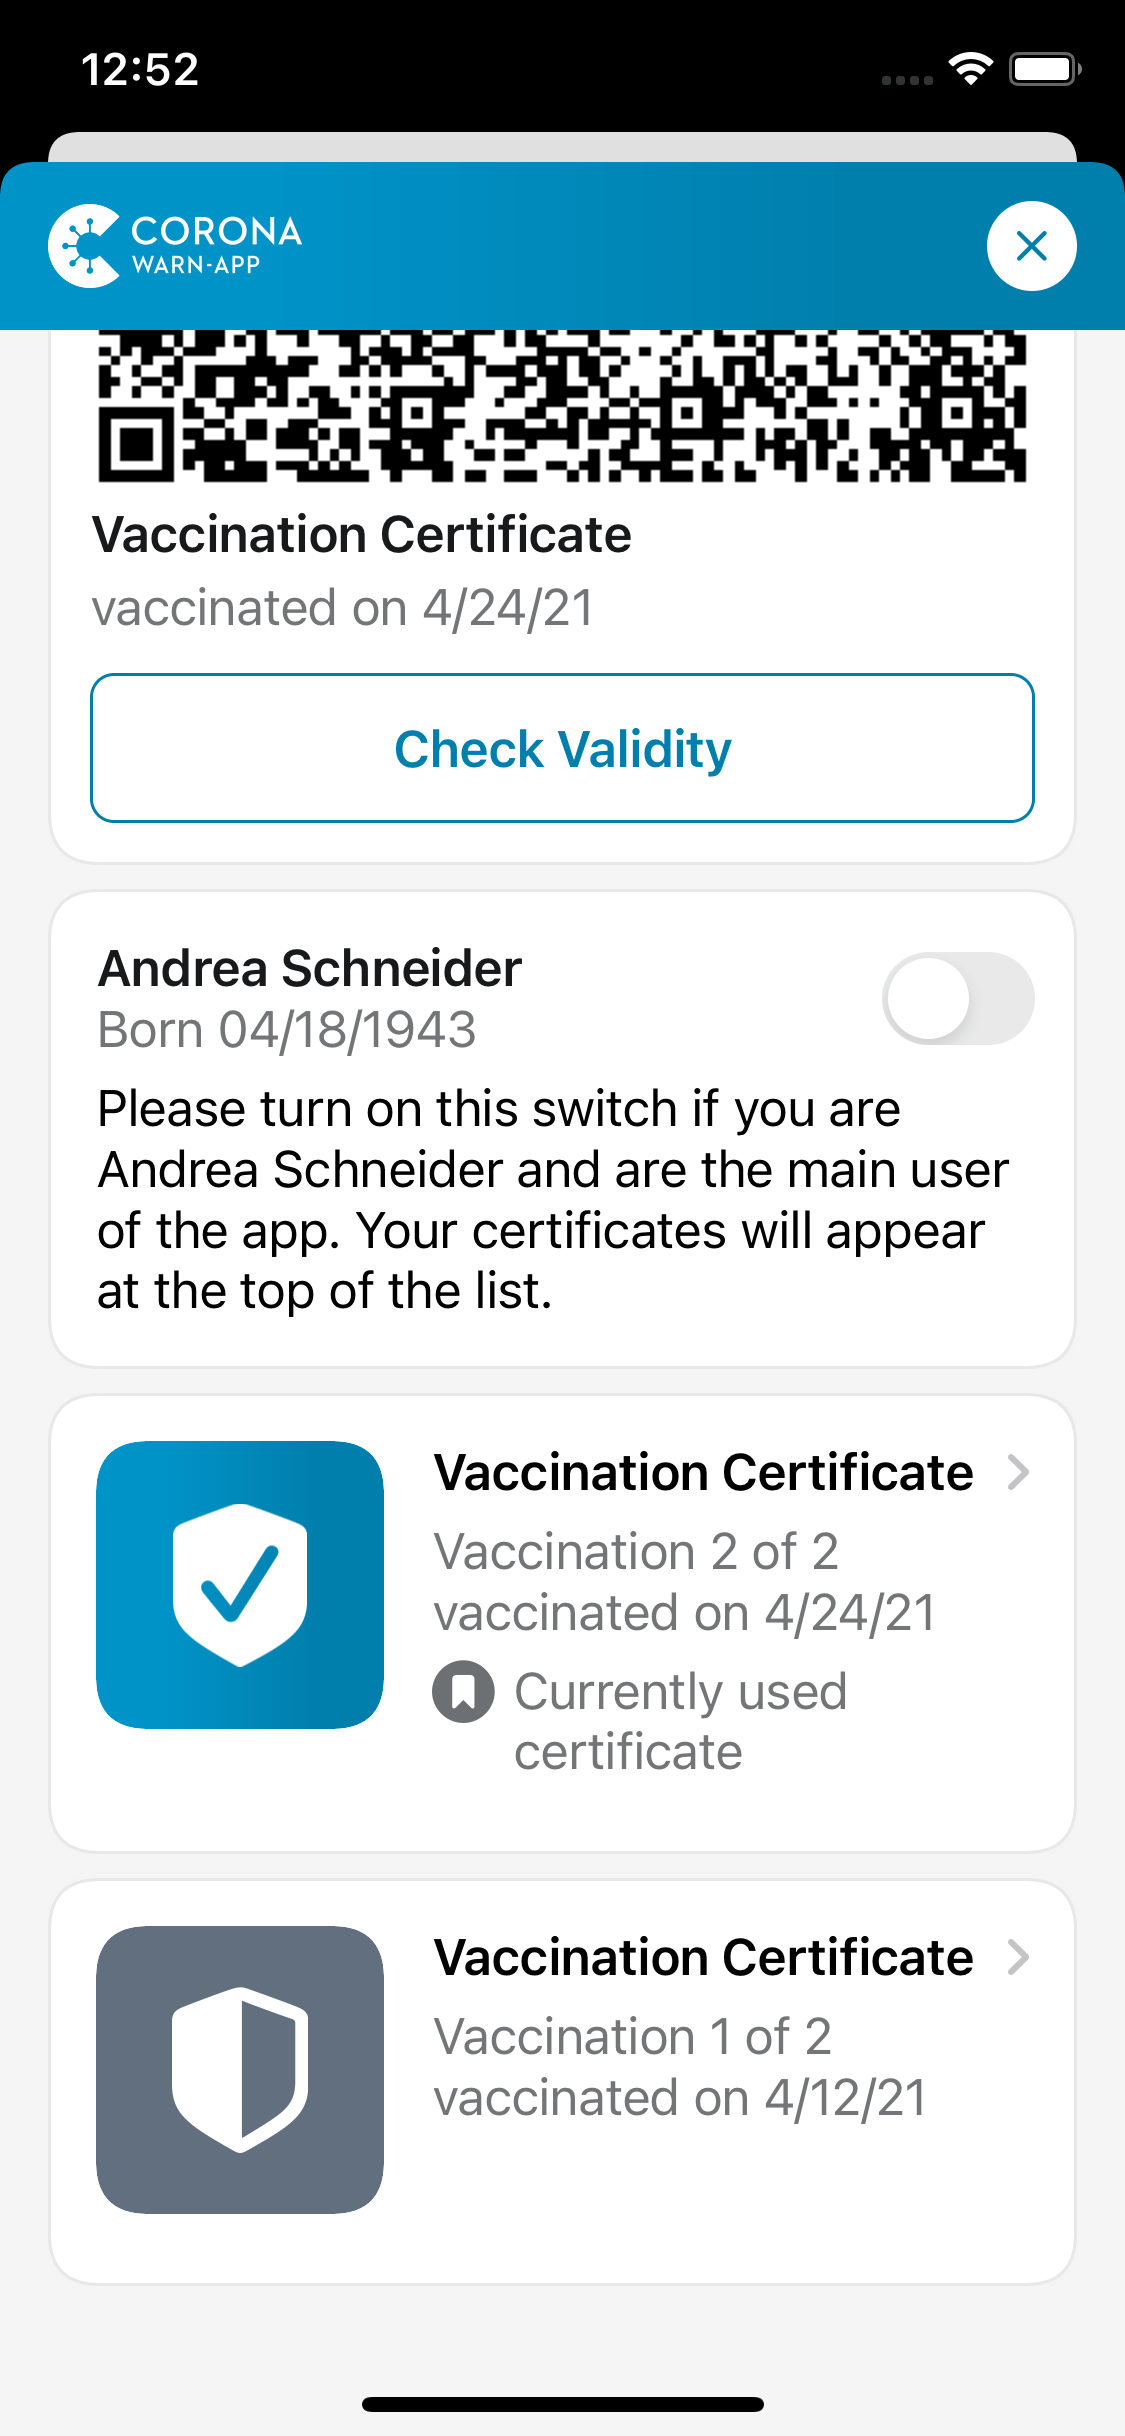 12:52
CORONA
WARN-APP
Vaccination Certificate
vaccinated on 4/24/21
Check Validity
Andrea Schneider
Born 04/18/1943
Please turn on this switch if you are
Andrea Schneider and are the main user
of the app. Your certificates will appear
at the top of the list.
Vaccination Certificate
Vaccination 2 of 2
vaccinated on 4/24/21
Currently used
certificate
Vaccination Certificate
Vaccination 1 of 2
vaccinated on 4/12/21